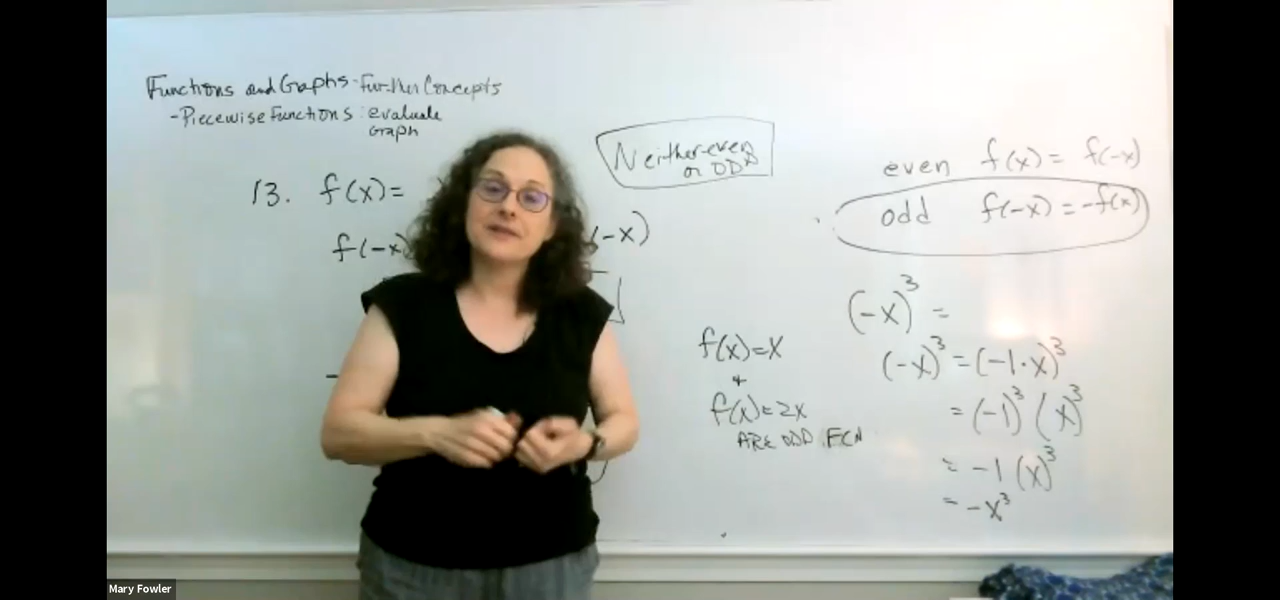 Functions and Graphs - Further Concepts
- Piecewise Functions : evaluate
Graph
13. f(x) =
f(-x)
(-x)
-
Neither even
or ODD
even f(x) = f(-x)
odd f(-x) = -f(x)
(-x)³ =
(-x)³ = (-1·x)³
= (-1)³ (x)³
= -1 (x)³
= -x³
f(x)=x
+
f(x)=2x
ARE ODD FCN
Mary Fowler